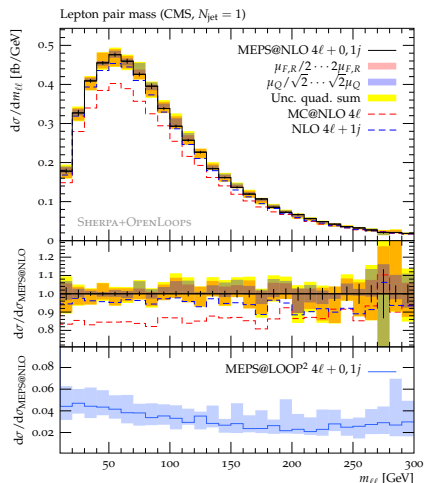 Lepton pair mass (CMS, N_jet = 1)
dσ/dm_ℓℓ [fb/GeV]
0.5
0.4
0.3
0.2
0.1
0
MEPS@NLO 4ℓ + 0, 1j
μ_F,R/2 ⋯ 2μ_F,R
μ_Q/√2 ⋯ √2μ_Q
Unc. quad. sum
MC@NLO 4ℓ
NLO 4ℓ + 1j
SHERPA+OPENLOOPS
dσ/dσ_MEPS@NLO
1.2
1.1
1.0
0.9
0.8
dσ/dσ_MEPS@NLO
0.08
0.06
0.04
0.02
MEPS@LOOP² 4ℓ + 0, 1j
50 100 150 200 250 300
m_ℓℓ [GeV]